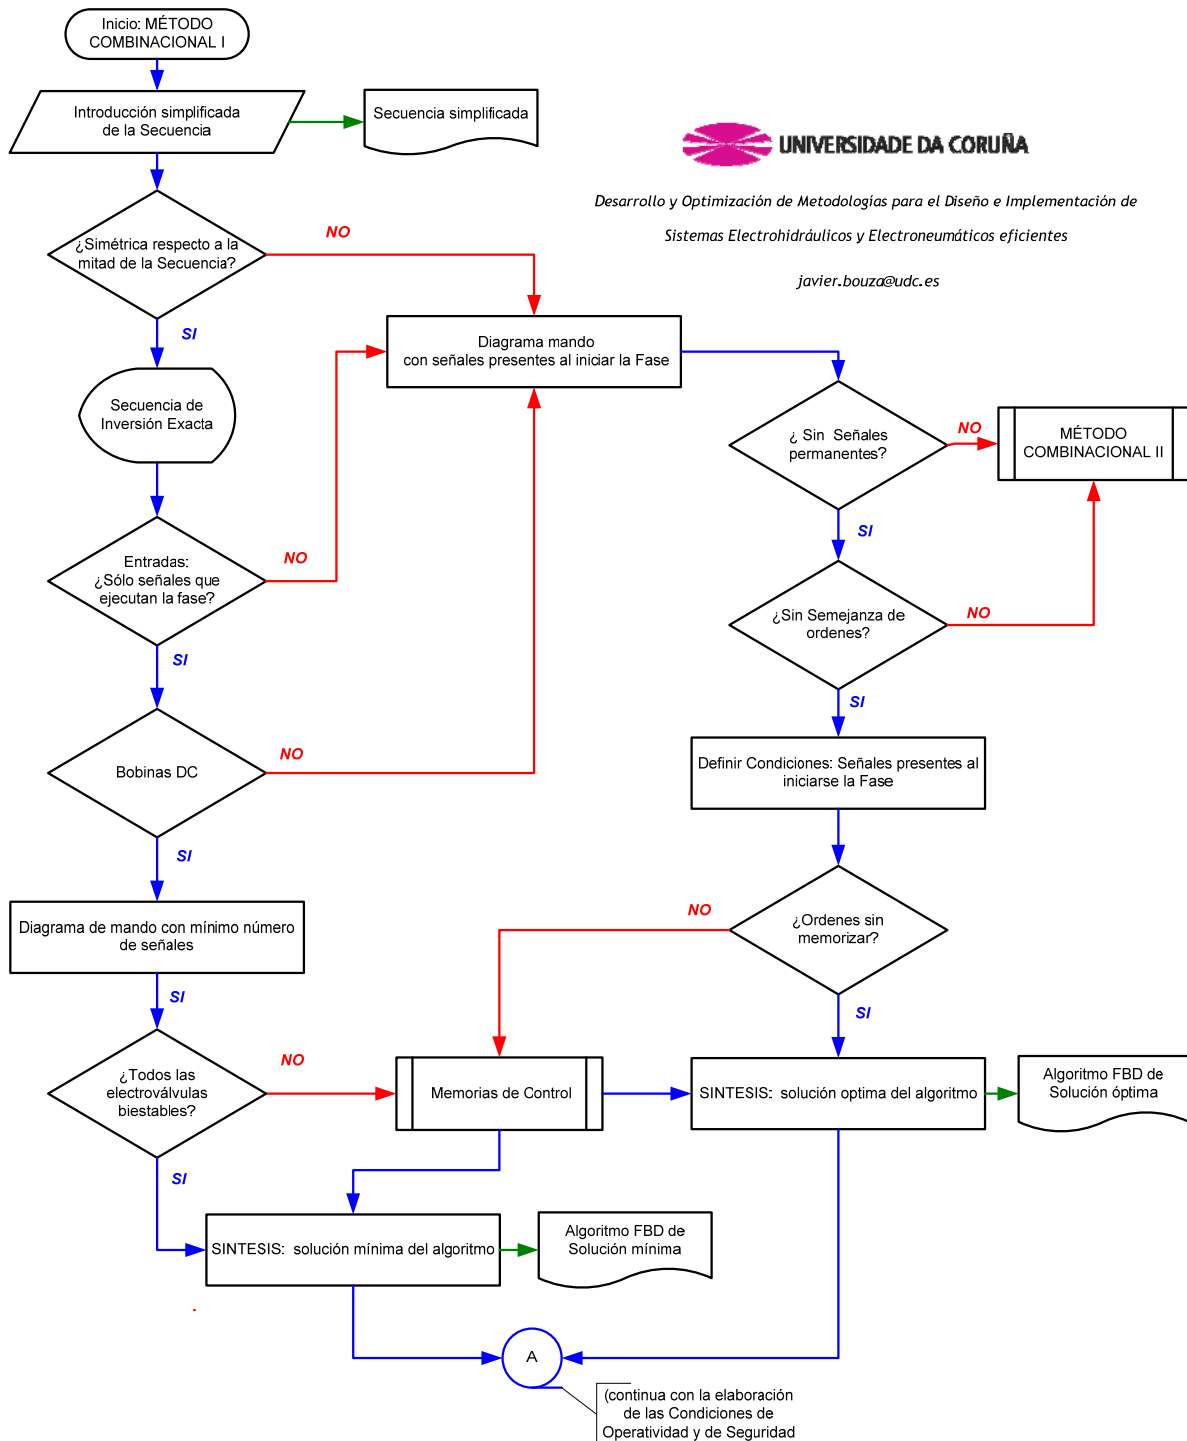 Inicio: MÉTODO
COMBINACIONAL I
Introducción simplificada
de la Secuencia
Secuencia simplificada
UNIVERSIDADE DA CORUÑA
Desarrollo y Optimización de Metodologías para el Diseño e Implementación de
Sistemas Electrohidráulicos y Electroneumáticos eficientes
javier.bouza@udc.es
¿Simétrica respecto a la
mitad de la Secuencia?
NO
SI
Diagrama mando
con señales presentes al iniciar la Fase
Secuencia de
Inversión Exacta
¿ Sin Señales
permanentes?
NO
MÉTODO
COMBINACIONAL II
SI
Entradas:
¿Sólo señales que
ejecutan la fase?
NO
SI
¿Sin Semejanza de
ordenes?
NO
SI
Bobinas DC
NO
SI
Definir Condiciones: Señales presentes al
iniciarse la Fase
Diagrama de mando con mínimo número
de señales
SI
¿Ordenes sin
memorizar?
NO
SI
¿Todos las
electroválvulas
biestables?
NO
SI
Memorias de Control
SINTESIS: solución optima del algoritmo
Algoritmo FBD de
Solución óptima
SINTESIS: solución mínima del algoritmo
Algoritmo FBD de
Solución mínima
A
(continua con la elaboración
de las Condiciones de
Operatividad y de Seguridad